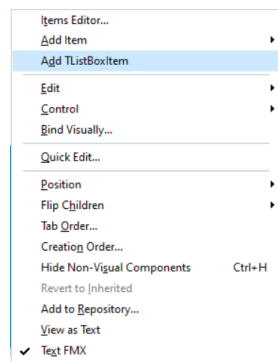 Items Editor...
Add Item
Add TListBoxItem
Edit
Control
Bind Visually...
Quick Edit...
Position
Flip Children
Tab Order...
Creation Order...
Hide Non-Visual Components Ctrl+H
Revert to Inherited
Add to Repository...
View as Text
Text FMX